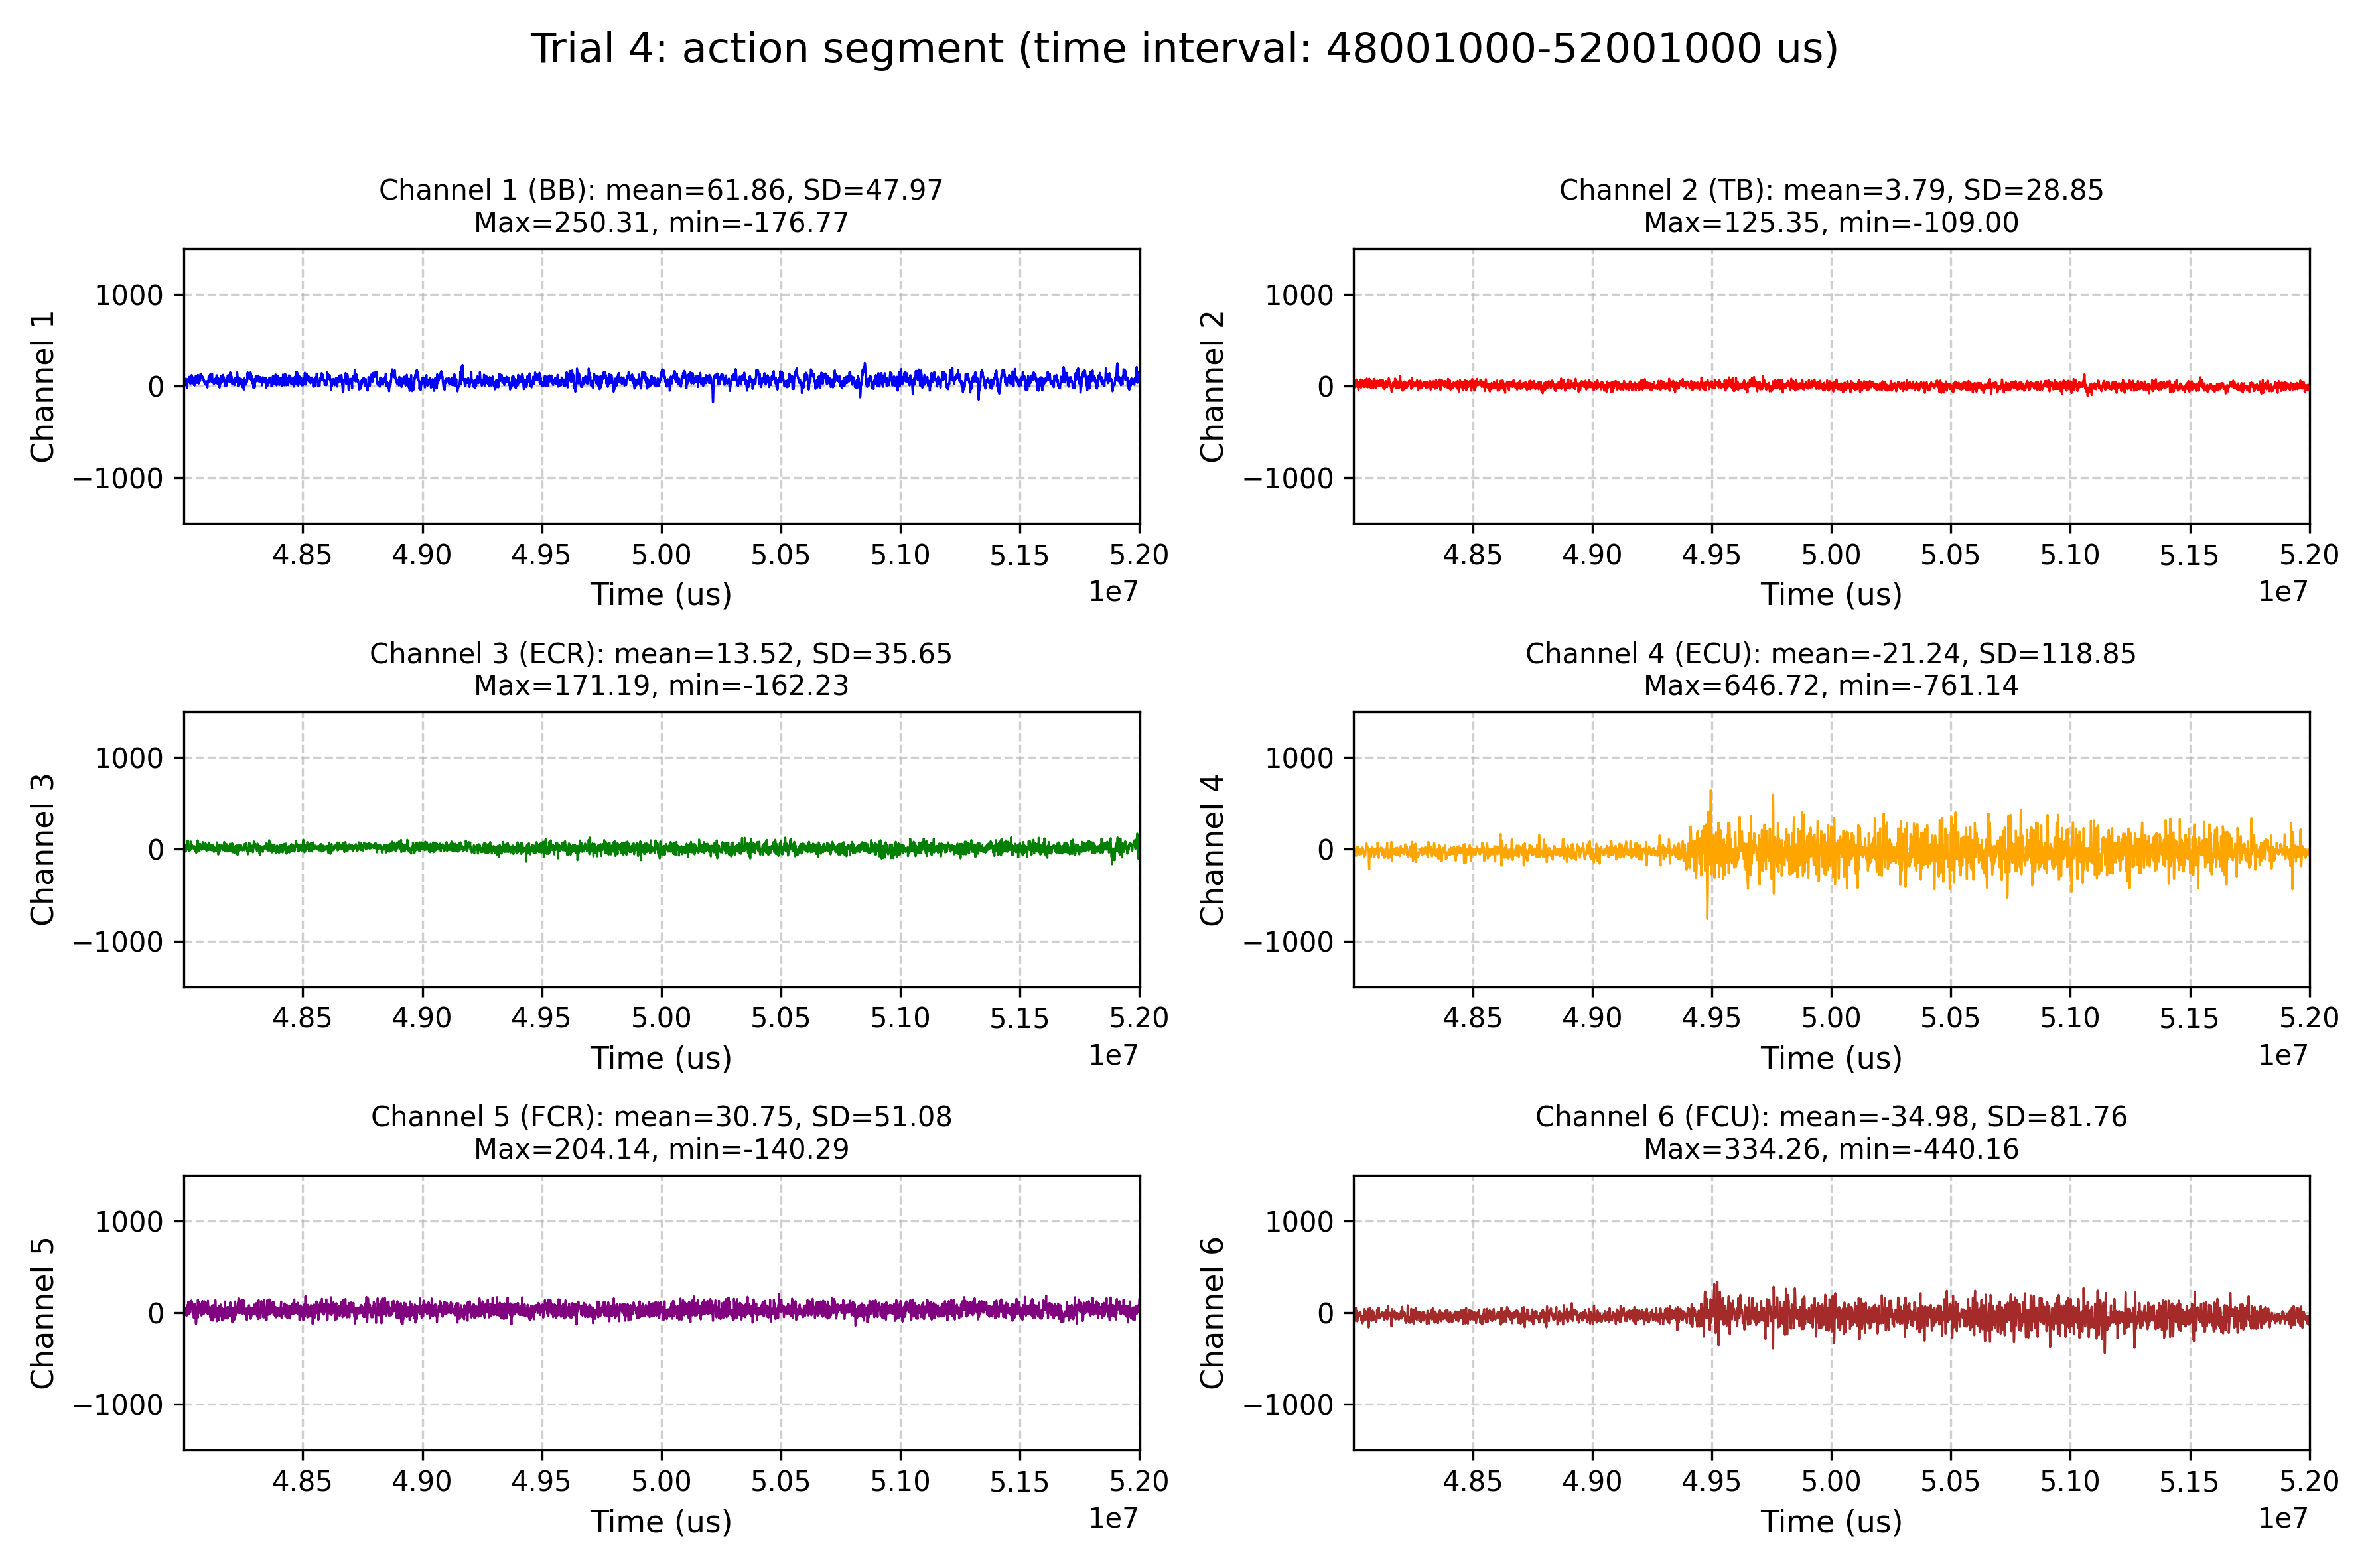 Trial 4: action segment (time interval: 48001000-52001000 us)
Channel 1 (BB): mean=61.86, SD=47.97
Max=250.31, min=-176.77
Channel 1
1000
0
−1000
4.85 4.90 4.95 5.00 5.05 5.10 5.15 5.20
1e7
Time (us)
Channel 2 (TB): mean=3.79, SD=28.85
Max=125.35, min=-109.00
Channel 2
1000
0
−1000
4.85 4.90 4.95 5.00 5.05 5.10 5.15 5.20
1e7
Time (us)
Channel 3 (ECR): mean=13.52, SD=35.65
Max=171.19, min=-162.23
Channel 3
1000
0
−1000
4.85 4.90 4.95 5.00 5.05 5.10 5.15 5.20
1e7
Time (us)
Channel 4 (ECU): mean=-21.24, SD=118.85
Max=646.72, min=-761.14
Channel 4
1000
0
−1000
4.85 4.90 4.95 5.00 5.05 5.10 5.15 5.20
1e7
Time (us)
Channel 5 (FCR): mean=30.75, SD=51.08
Max=204.14, min=-140.29
Channel 5
1000
0
−1000
4.85 4.90 4.95 5.00 5.05 5.10 5.15 5.20
1e7
Time (us)
Channel 6 (FCU): mean=-34.98, SD=81.76
Max=334.26, min=-440.16
Channel 6
1000
0
−1000
4.85 4.90 4.95 5.00 5.05 5.10 5.15 5.20
1e7
Time (us)